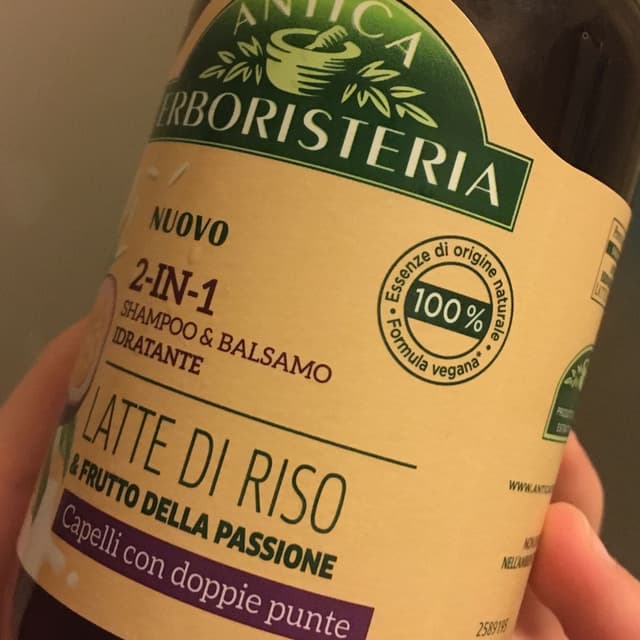 ANTICA
ERBORISTERIA
NUOVO
2-IN-1
SHAMPOO & BALSAMO
IDRATANTE
LATTE DI RISO
& FRUTTO DELLA PASSIONE
Capelli con doppie punte
Essenze di origine naturale
100%
Formula vegana*
2589195